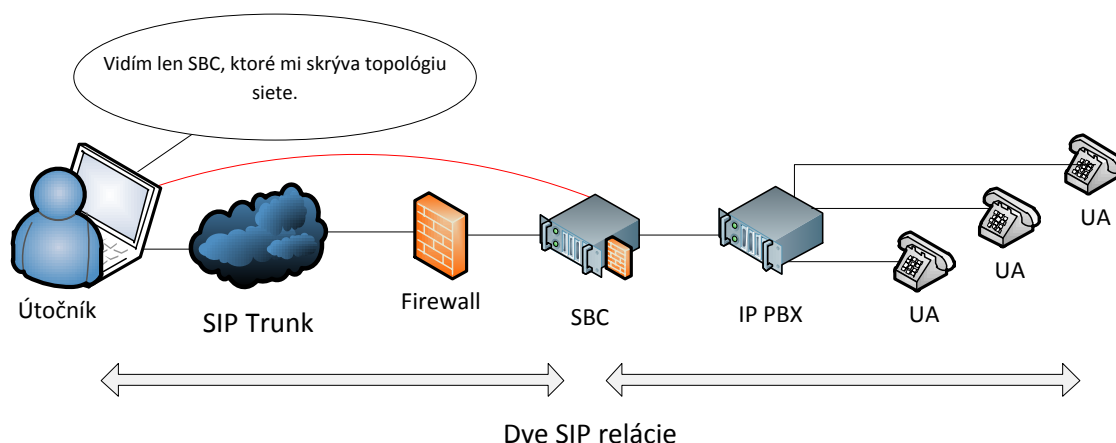 Vidím len SBC, ktoré mi skrýva topológiu
siete.
Útočník
SIP Trunk
Firewall
SBC
IP PBX
UA
UA
UA
Dve SIP relácie